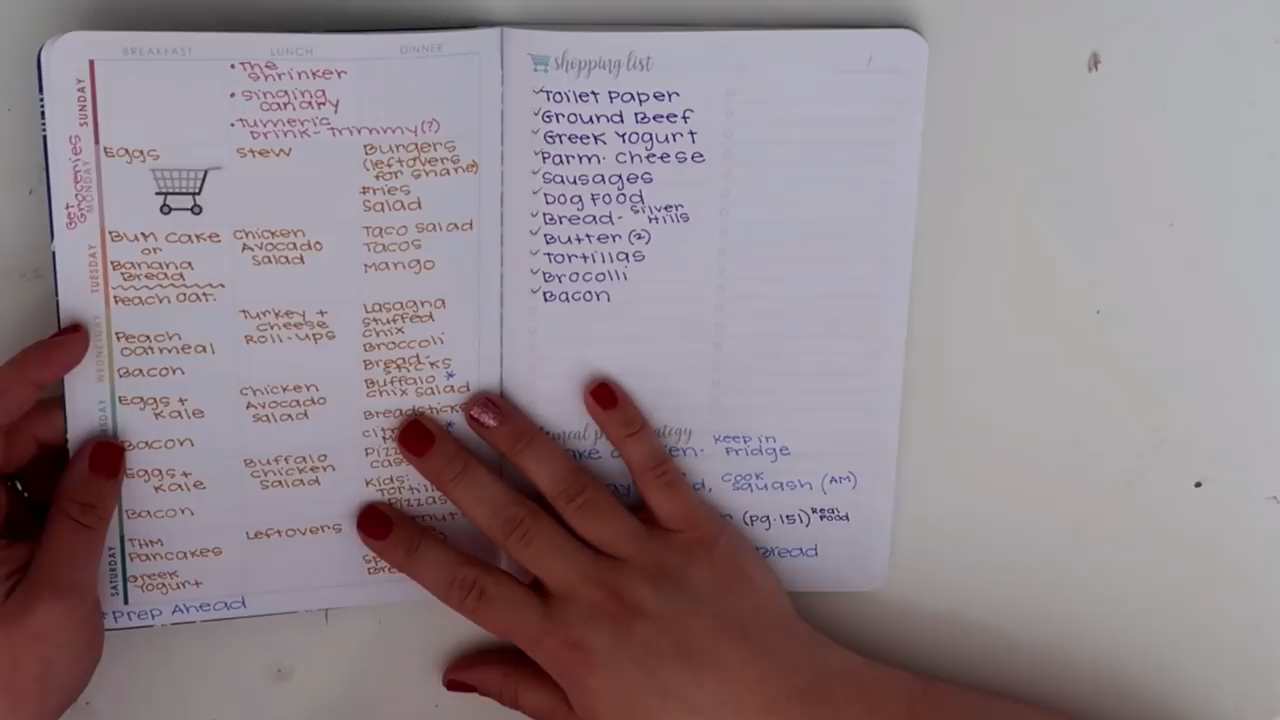 BREAKFAST LUNCH DINNER
SUNDAY
• The
shrinker
• singing
canary
• Tumeric
Drink- Trimmy(?)
Get
Groceries
MONDAY
Eggs
stew
Burgers
(leftovers
for shane)
Fries
salad
TUESDAY
Bum cake
or
Banana
Bread
Peach oat.
chicken
Avocado
salad
Taco salad
Tacos
Mango
WEDNESDAY
Peach
oatmeal
Bacon
Turkey +
cheese
Roll-ups
Lasagna
stuffed
chix
Broccoli
Bread-
sticks
Eggs +
Kale
Bacon
chicken
Avocado
salad
Buffalo *
chix salad
Breadsticks
Eggs+
Kale
Bacon
Buffalo
chicken
salad
Kids:
Pizzas
SATURDAY
THM
Pancakes
Greek
Yogurt
Leftovers
*Prep Ahead
shopping list
Toilet Paper
Ground Beef
Greek Yogurt
Parm. cheese
Sausages
Dog Food
Bread- Silver
Hills
Butter (2)
Tortillas
Brocolli
Bacon
meal
Keep in
Fridge
cook
squash (AM)
(pg.151) Real
Food
Bread